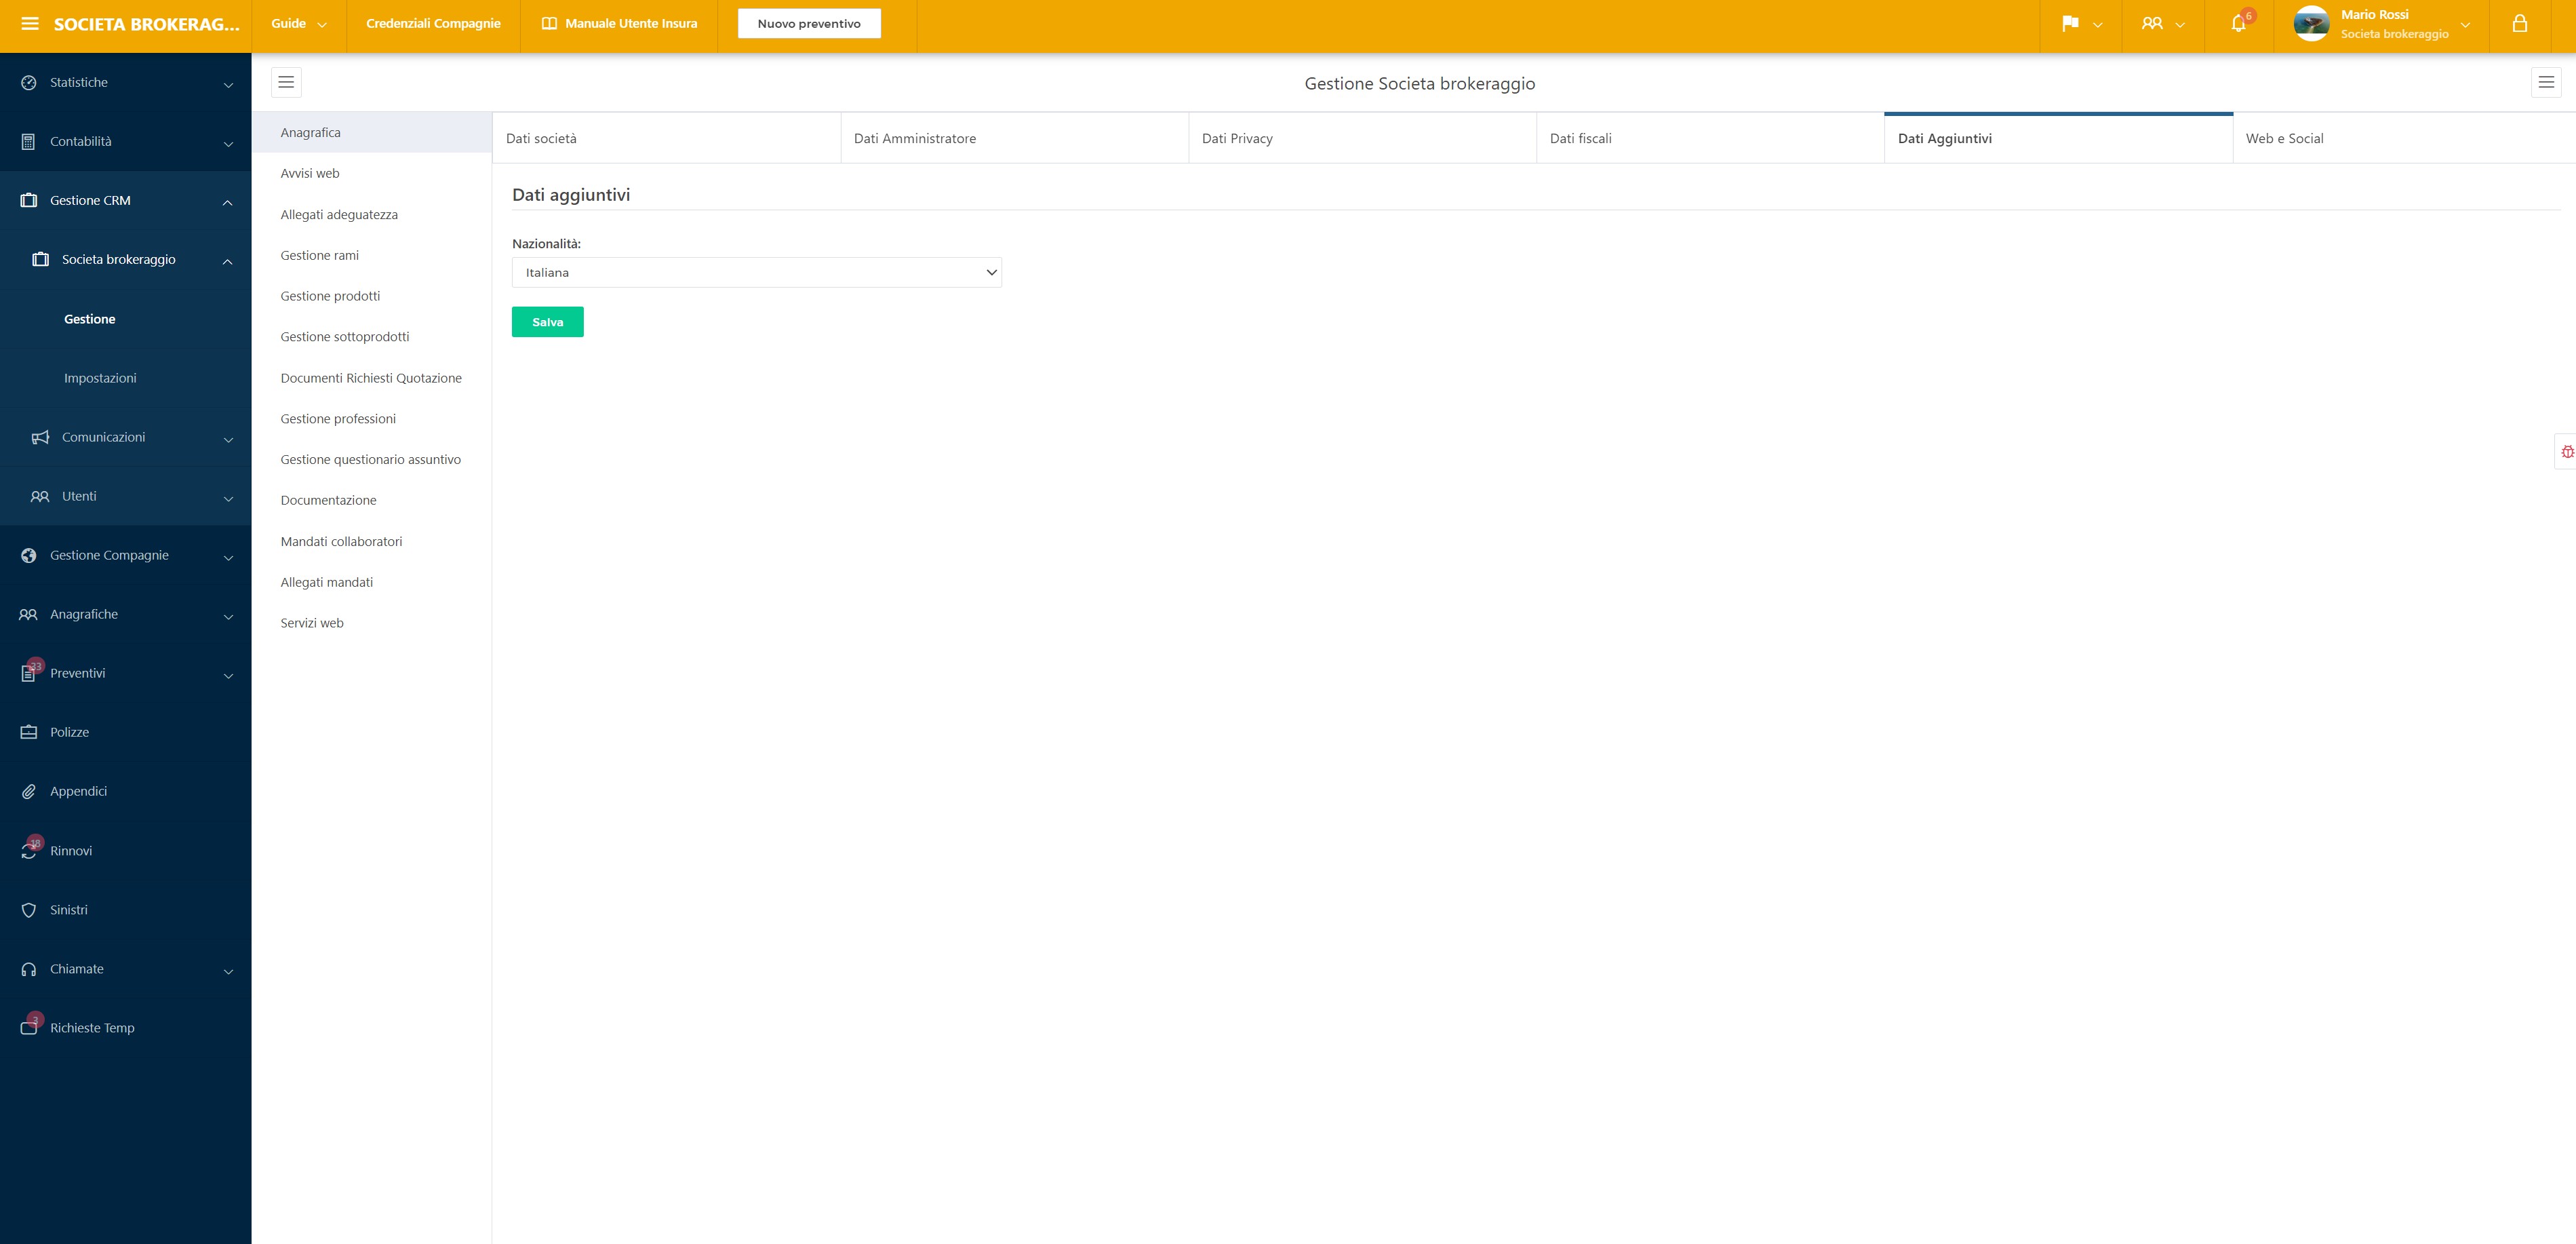 SOCIETA BROKERAG...
Guide
Credenziali Compagnie
Manuale Utente Insura
Nuovo preventivo
6
Mario Rossi
Societa brokeraggio
Statistiche
Contabilità
Gestione CRM
Societa brokeraggio
Gestione
Impostazioni
Comunicazioni
Utenti
Gestione Compagnie
Anagrafiche
33
Preventivi
Polizze
Appendici
18
Rinnovi
Sinistri
Chiamate
3
Richieste Temp
Gestione Societa brokeraggio
Anagrafica
Avvisi web
Allegati adeguatezza
Gestione rami
Gestione prodotti
Gestione sottoprodotti
Documenti Richiesti Quotazione
Gestione professioni
Gestione questionario assuntivo
Documentazione
Mandati collaboratori
Allegati mandati
Servizi web
Dati società
Dati Amministratore
Dati Privacy
Dati fiscali
Dati Aggiuntivi
Web e Social
Dati aggiuntivi
Nazionalità:
Italiana
Salva